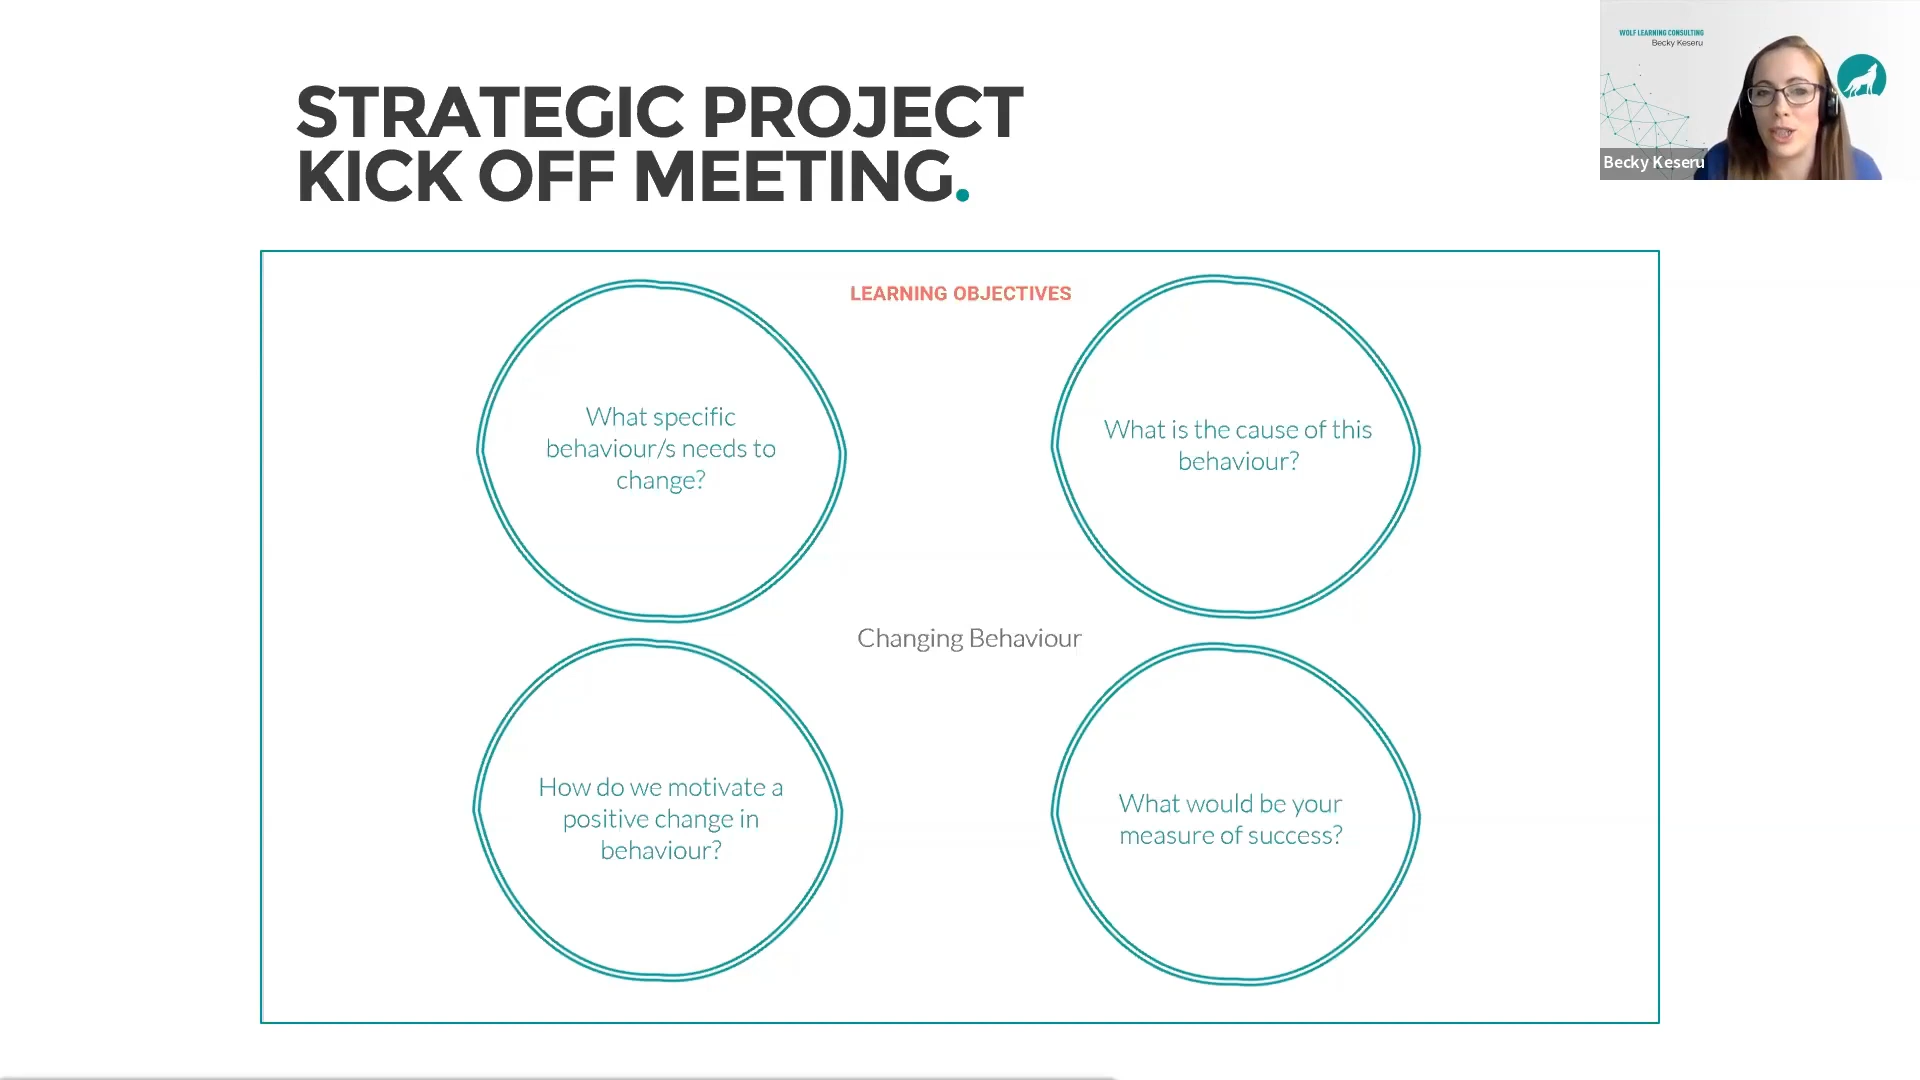 STRATEGIC PROJECT
KICK OFF MEETING.
WOLF LEARNING CONSULTING
Becky Keseru
Becky Keseru
LEARNING OBJECTIVES
What specific
behaviour/s needs to
change?
What is the cause of this
behaviour?
Changing Behaviour
How do we motivate a
positive change in
behaviour?
What would be your
measure of success?